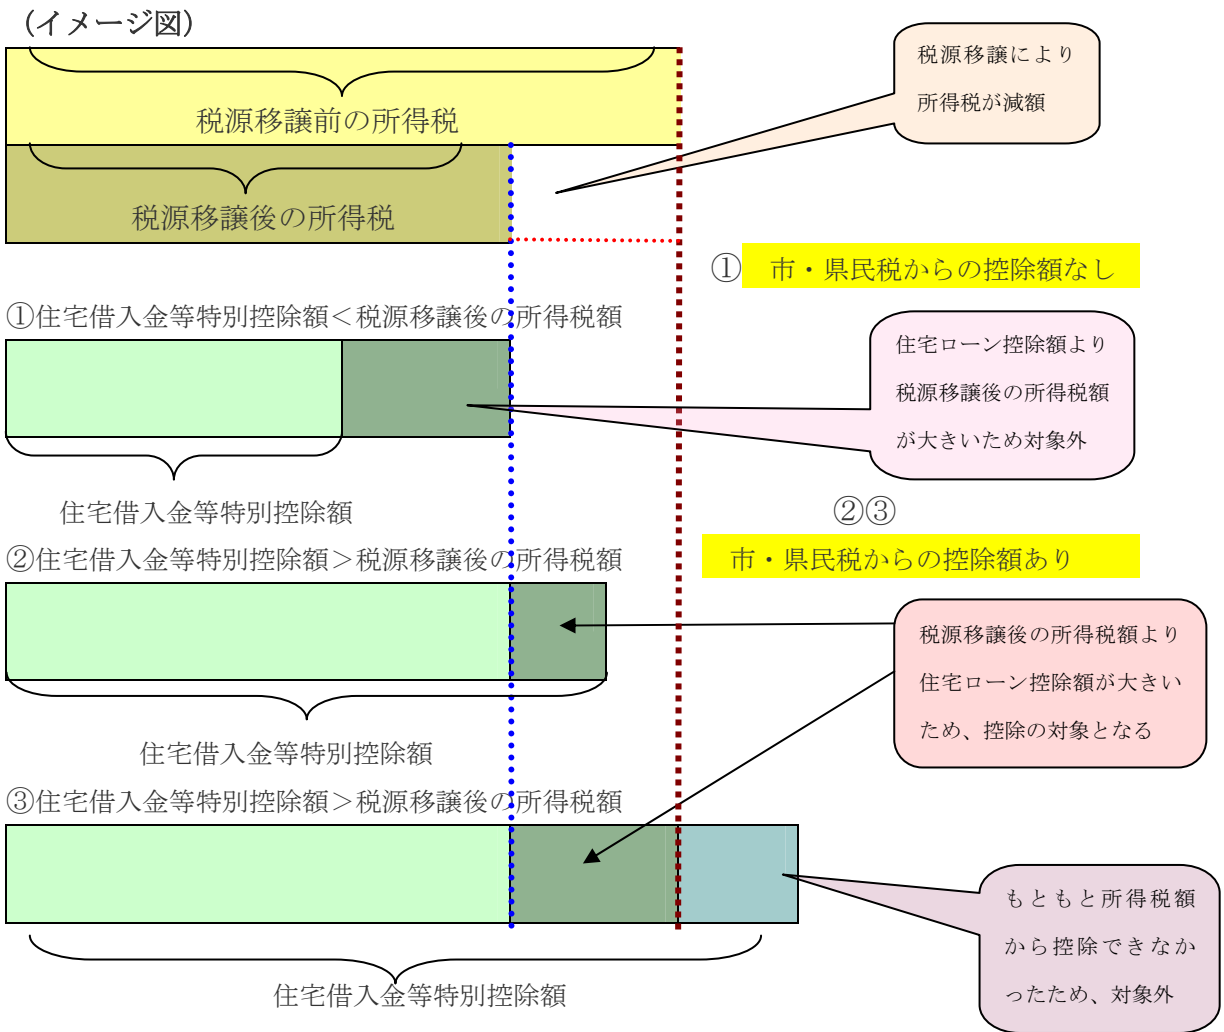 （イメージ図）
税源移譲により
所得税が減額
税源移譲前の所得税
税源移譲後の所得税
① 市・県民税からの控除額なし
①住宅借入金等特別控除額＜税源移譲後の所得税額
住宅ローン控除額より
税源移譲後の所得税額
が大きいため対象外
住宅借入金等特別控除額
②③
市・県民税からの控除額あり
②住宅借入金等特別控除額＞税源移譲後の所得税額
税源移譲後の所得税額より
住宅ローン控除額が大きい
ため、控除の対象となる
住宅借入金等特別控除額
③住宅借入金等特別控除額＞税源移譲後の所得税額
もともと所得税額
から控除できなか
ったため、対象外
住宅借入金等特別控除額